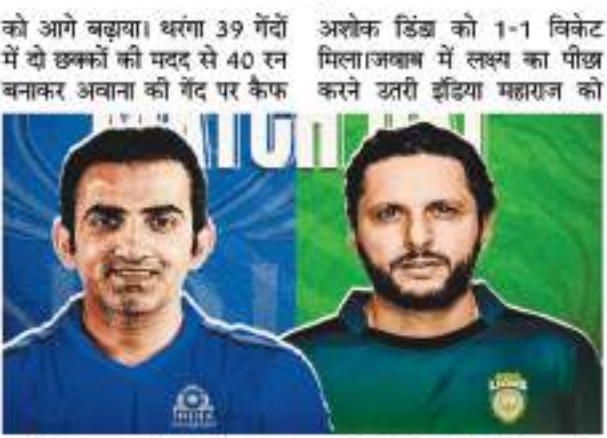 को आगे बढ़ाया। थरंगा 39 गेंदों
में दो छक्कों की मदद से 40 रन
बनाकर अवाना की गेंद पर कैफ
अशोक डिंडा को 1-1 विकेट
मिला।जवाब में लक्ष्य का पीछा
करने उतरी इंडिया महाराज को
LIONS